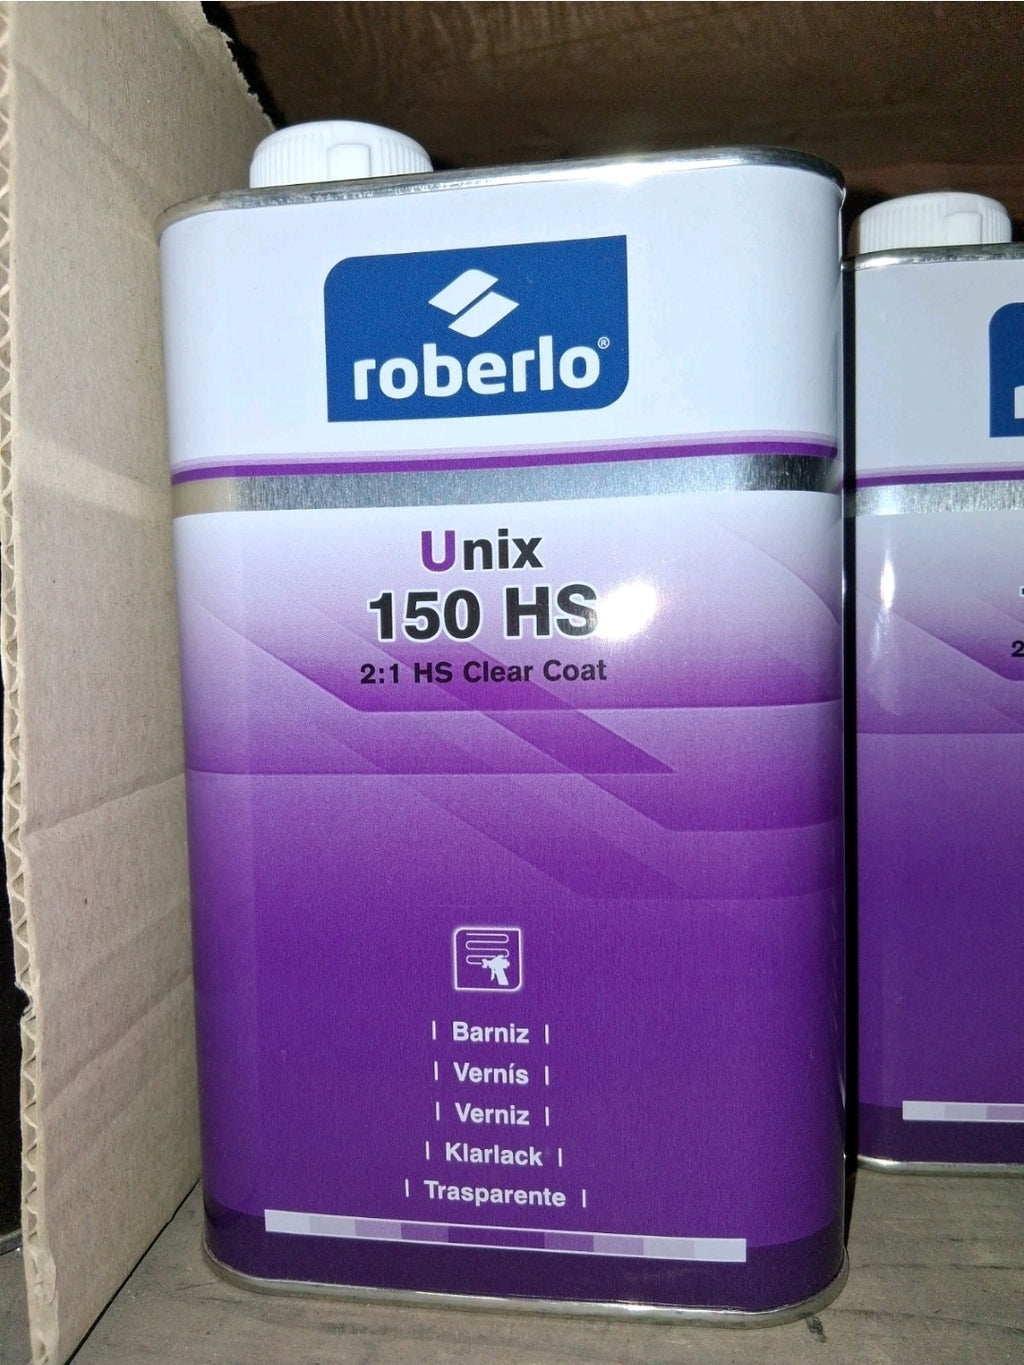 roberlo®
Unix
150 HS
2:1 HS Clear Coat
| Barniz |
| Vernís |
| Verniz |
| Klarlack |
| Trasparente |